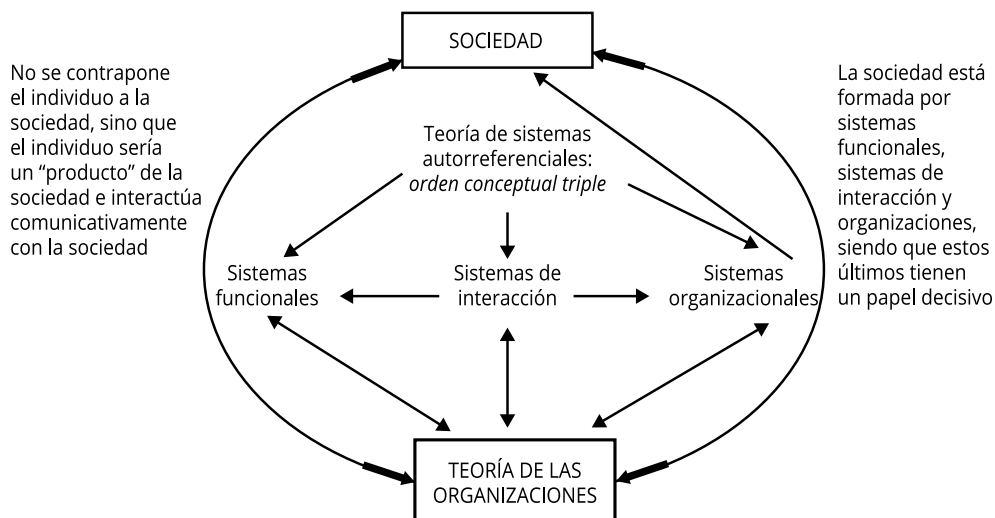 SOCIEDAD
No se contrapone
el individuo a la
sociedad, sino que
el individuo sería
un “producto” de la
sociedad e interactúa
comunicativamente
con la sociedad
La sociedad está
formada por
sistemas
funcionales,
sistemas de
interacción y
organizaciones,
siendo que estos
últimos tienen
un papel decisivo
Teoría de sistemas
autorreferenciales:
orden conceptual triple
Sistemas
funcionales
Sistemas de
interacción
Sistemas
organizacionales
TEORÍA DE LAS
ORGANIZACIONES